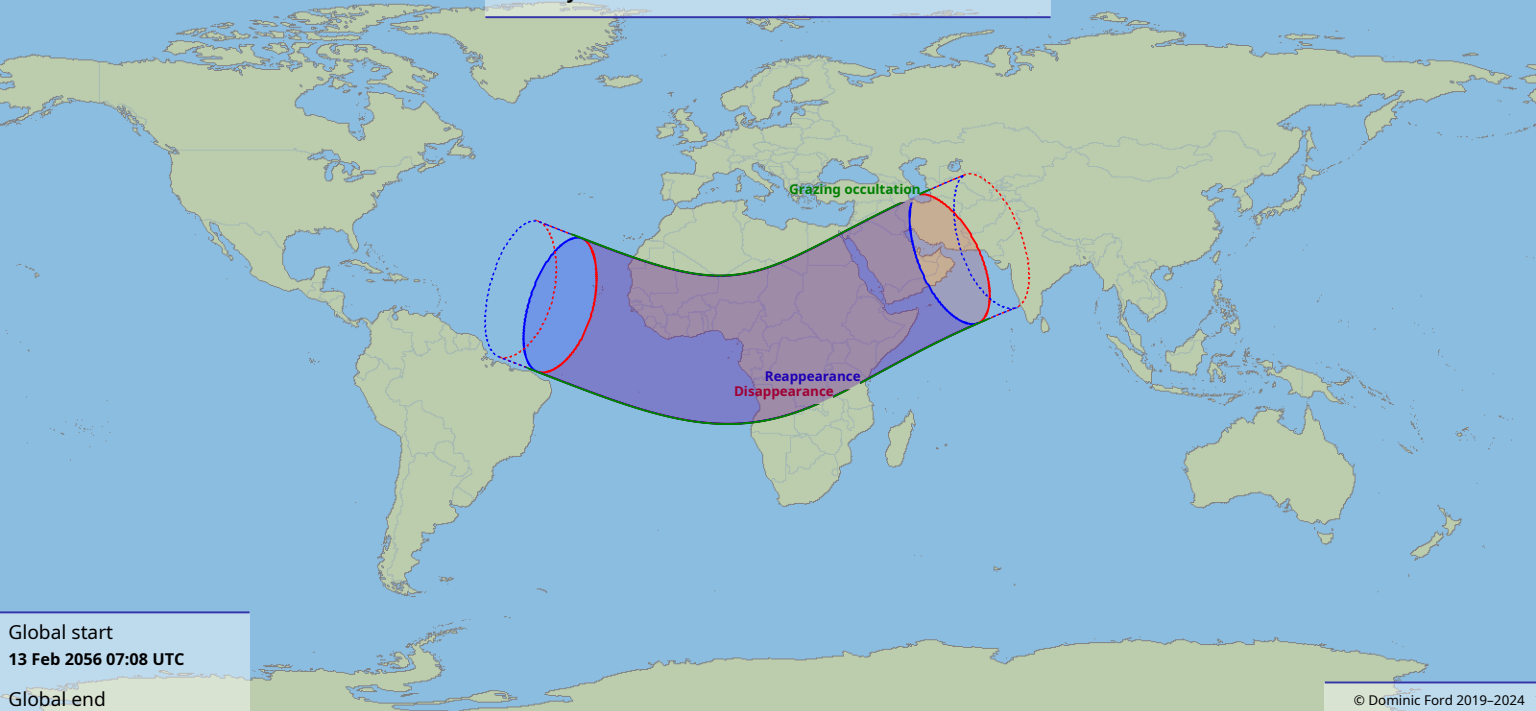 Grazing occultation
Reappearance
Disappearance
Global start
13 Feb 2056 07:08 UTC
Global end
© Dominic Ford 2019–2024